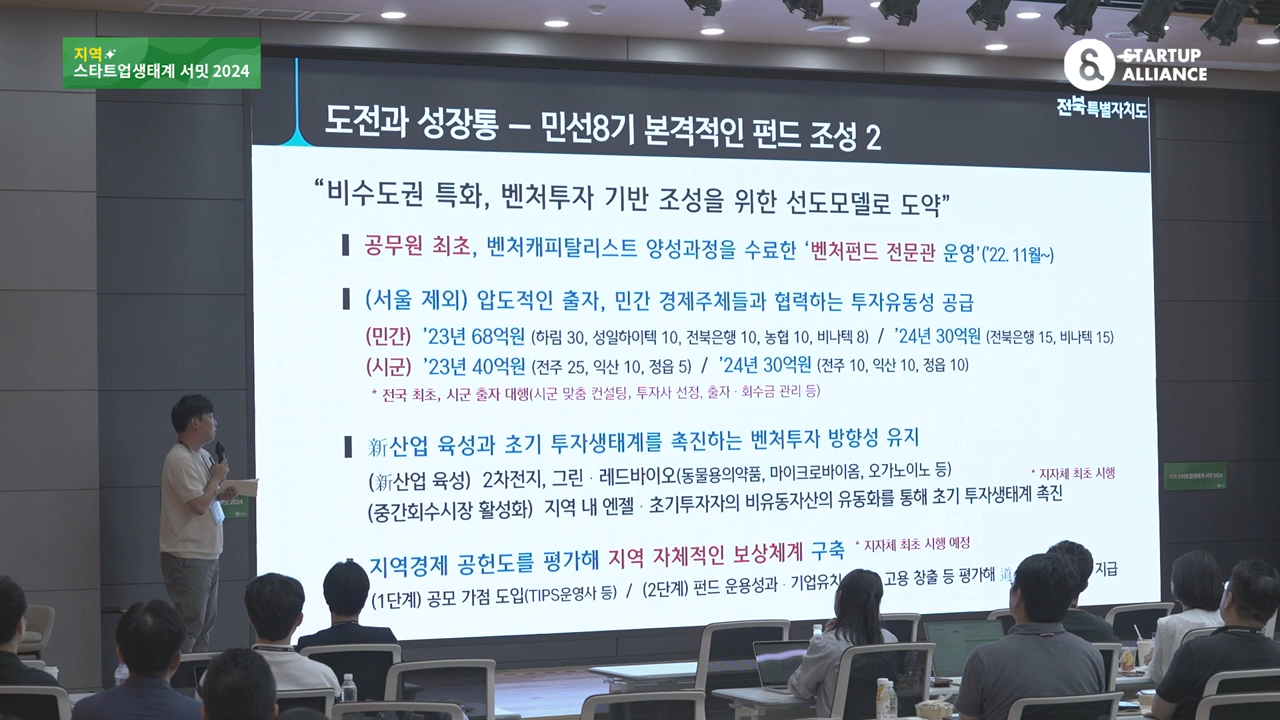 지역
스타트업생태계 서밋 2024
STARTUP
ALLIANCE
전북특별자치도
도전과 성장통 – 민선8기 본격적인 펀드 조성 2
“비수도권 특화, 벤처투자 기반 조성을 위한 선도모델로 도약”
공무원 최초, 벤처캐피탈리스트 양성과정을 수료한 ‘벤처펀드 전문관 운영’(’22. 11월~)
(서울 제외) 압도적인 출자, 민간 경제주체들과 협력하는 투자유동성 공급
(민간) ’23년 68억원 (하림 30, 성일하이텍 10, 전북은행 10, 농협 10, 비나텍 8) / ’24년 30억원 (전북은행 15, 비나텍 15)
(시군) ’23년 40억원 (전주 25, 익산 10, 정읍 5) / ’24년 30억원 (전주 10, 익산 10, 정읍 10)
* 전국 최초, 시군 출자 대행(시군 맞춤 컨설팅, 투자사 선정, 출자·회수금 관리 등)
新산업 육성과 초기 투자생태계를 촉진하는 벤처투자 방향성 유지
(新산업 육성) 2차전지, 그린·레드바이오(동물용의약품, 마이크로바이옴, 오가노이노 등) * 지자체 최초 시행
(중간회수시장 활성화) 지역 내 엔젤·초기투자자의 비유동자산의 유동화를 통해 초기 투자생태계 촉진
지역경제 공헌도를 평가해 지역 자체적인 보상체계 구축 * 지자체 최초 시행 예정
(1단계) 공모 가점 도입(TIPS운영사 등) / (2단계) 펀드 운용성과·기업유치 고용 창출 등 평가해 道 지급
지역 스타트업생태계 서밋 2024
2024